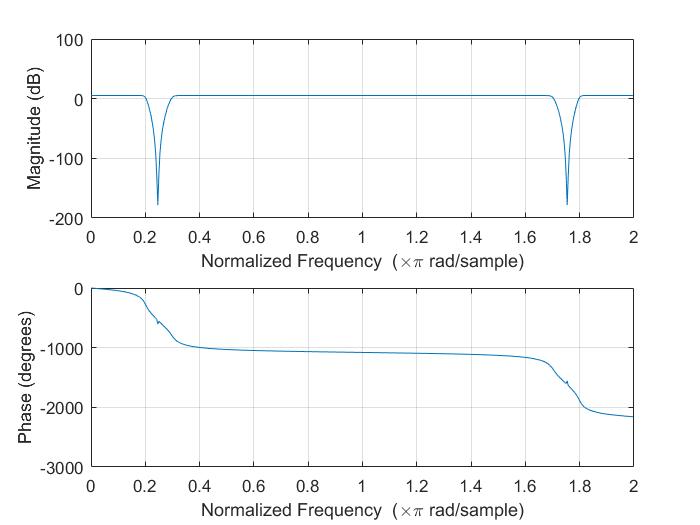 100
0
-100
-200
Magnitude (dB)
0 0.2 0.4 0.6 0.8 1 1.2 1.4 1.6 1.8 2
Normalized Frequency (×π rad/sample)
0
-1000
-2000
-3000
Phase (degrees)
0 0.2 0.4 0.6 0.8 1 1.2 1.4 1.6 1.8 2
Normalized Frequency (×π rad/sample)